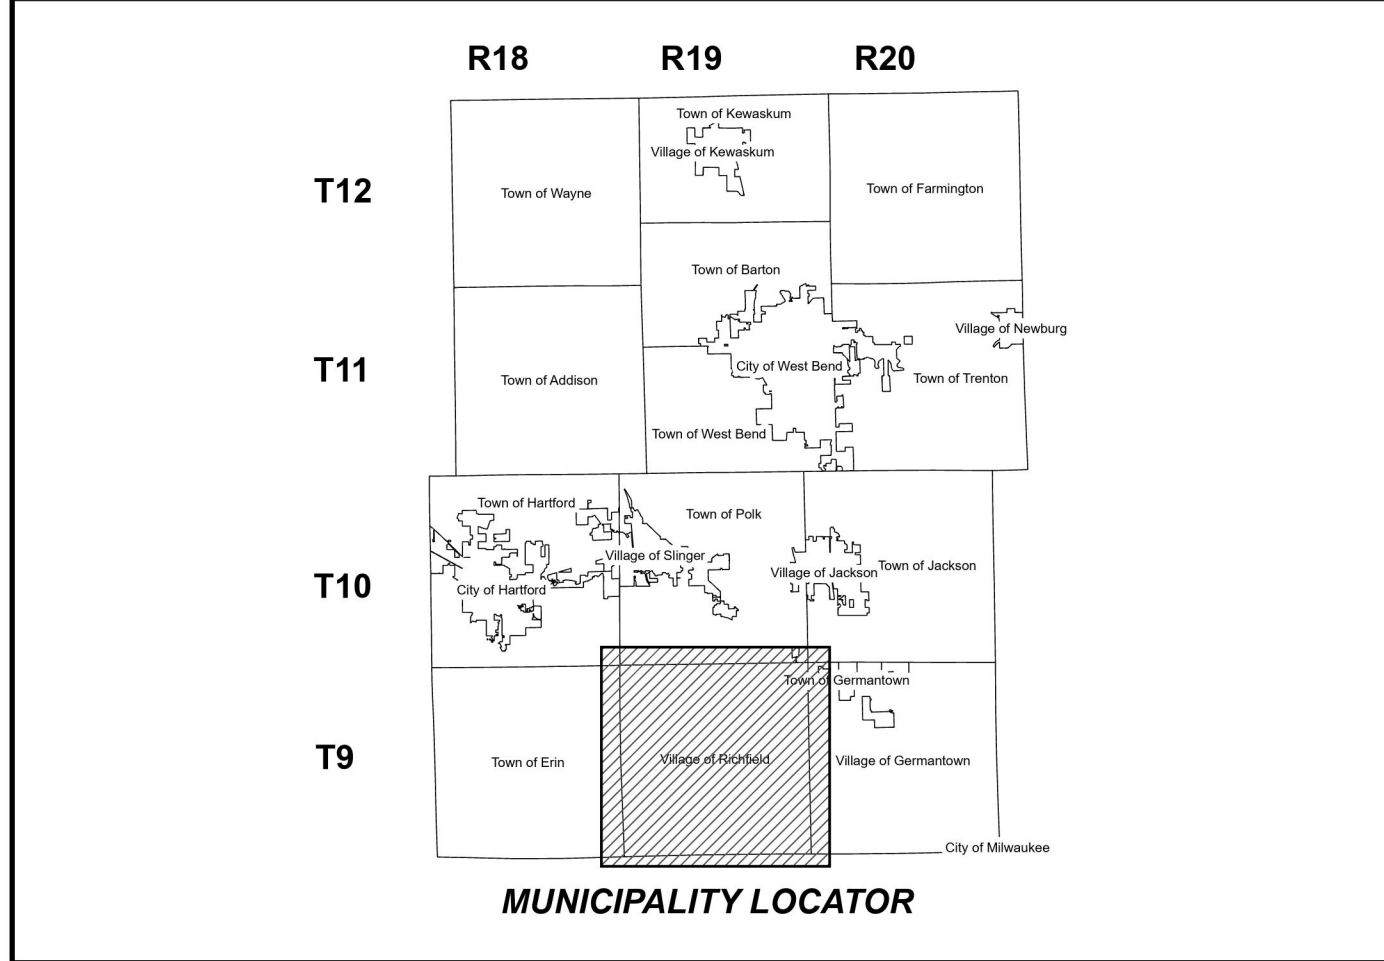 R18
R19
R20
Town of Kewaskum
Village of Kewaskum
T12
Town of Wayne
Town of Farmington
Town of Barton
Village of Newburg
T11
City of West Bend
Town of Addison
Town of Trenton
Town of West Bend
Town of Hartford
Town of Polk
Village of Slinger
Village of Jackson
Town of Jackson
T10
City of Hartford
Town of Germantown
T9
Town of Erin
Village of Richfield
Village of Germantown
City of Milwaukee
MUNICIPALITY LOCATOR